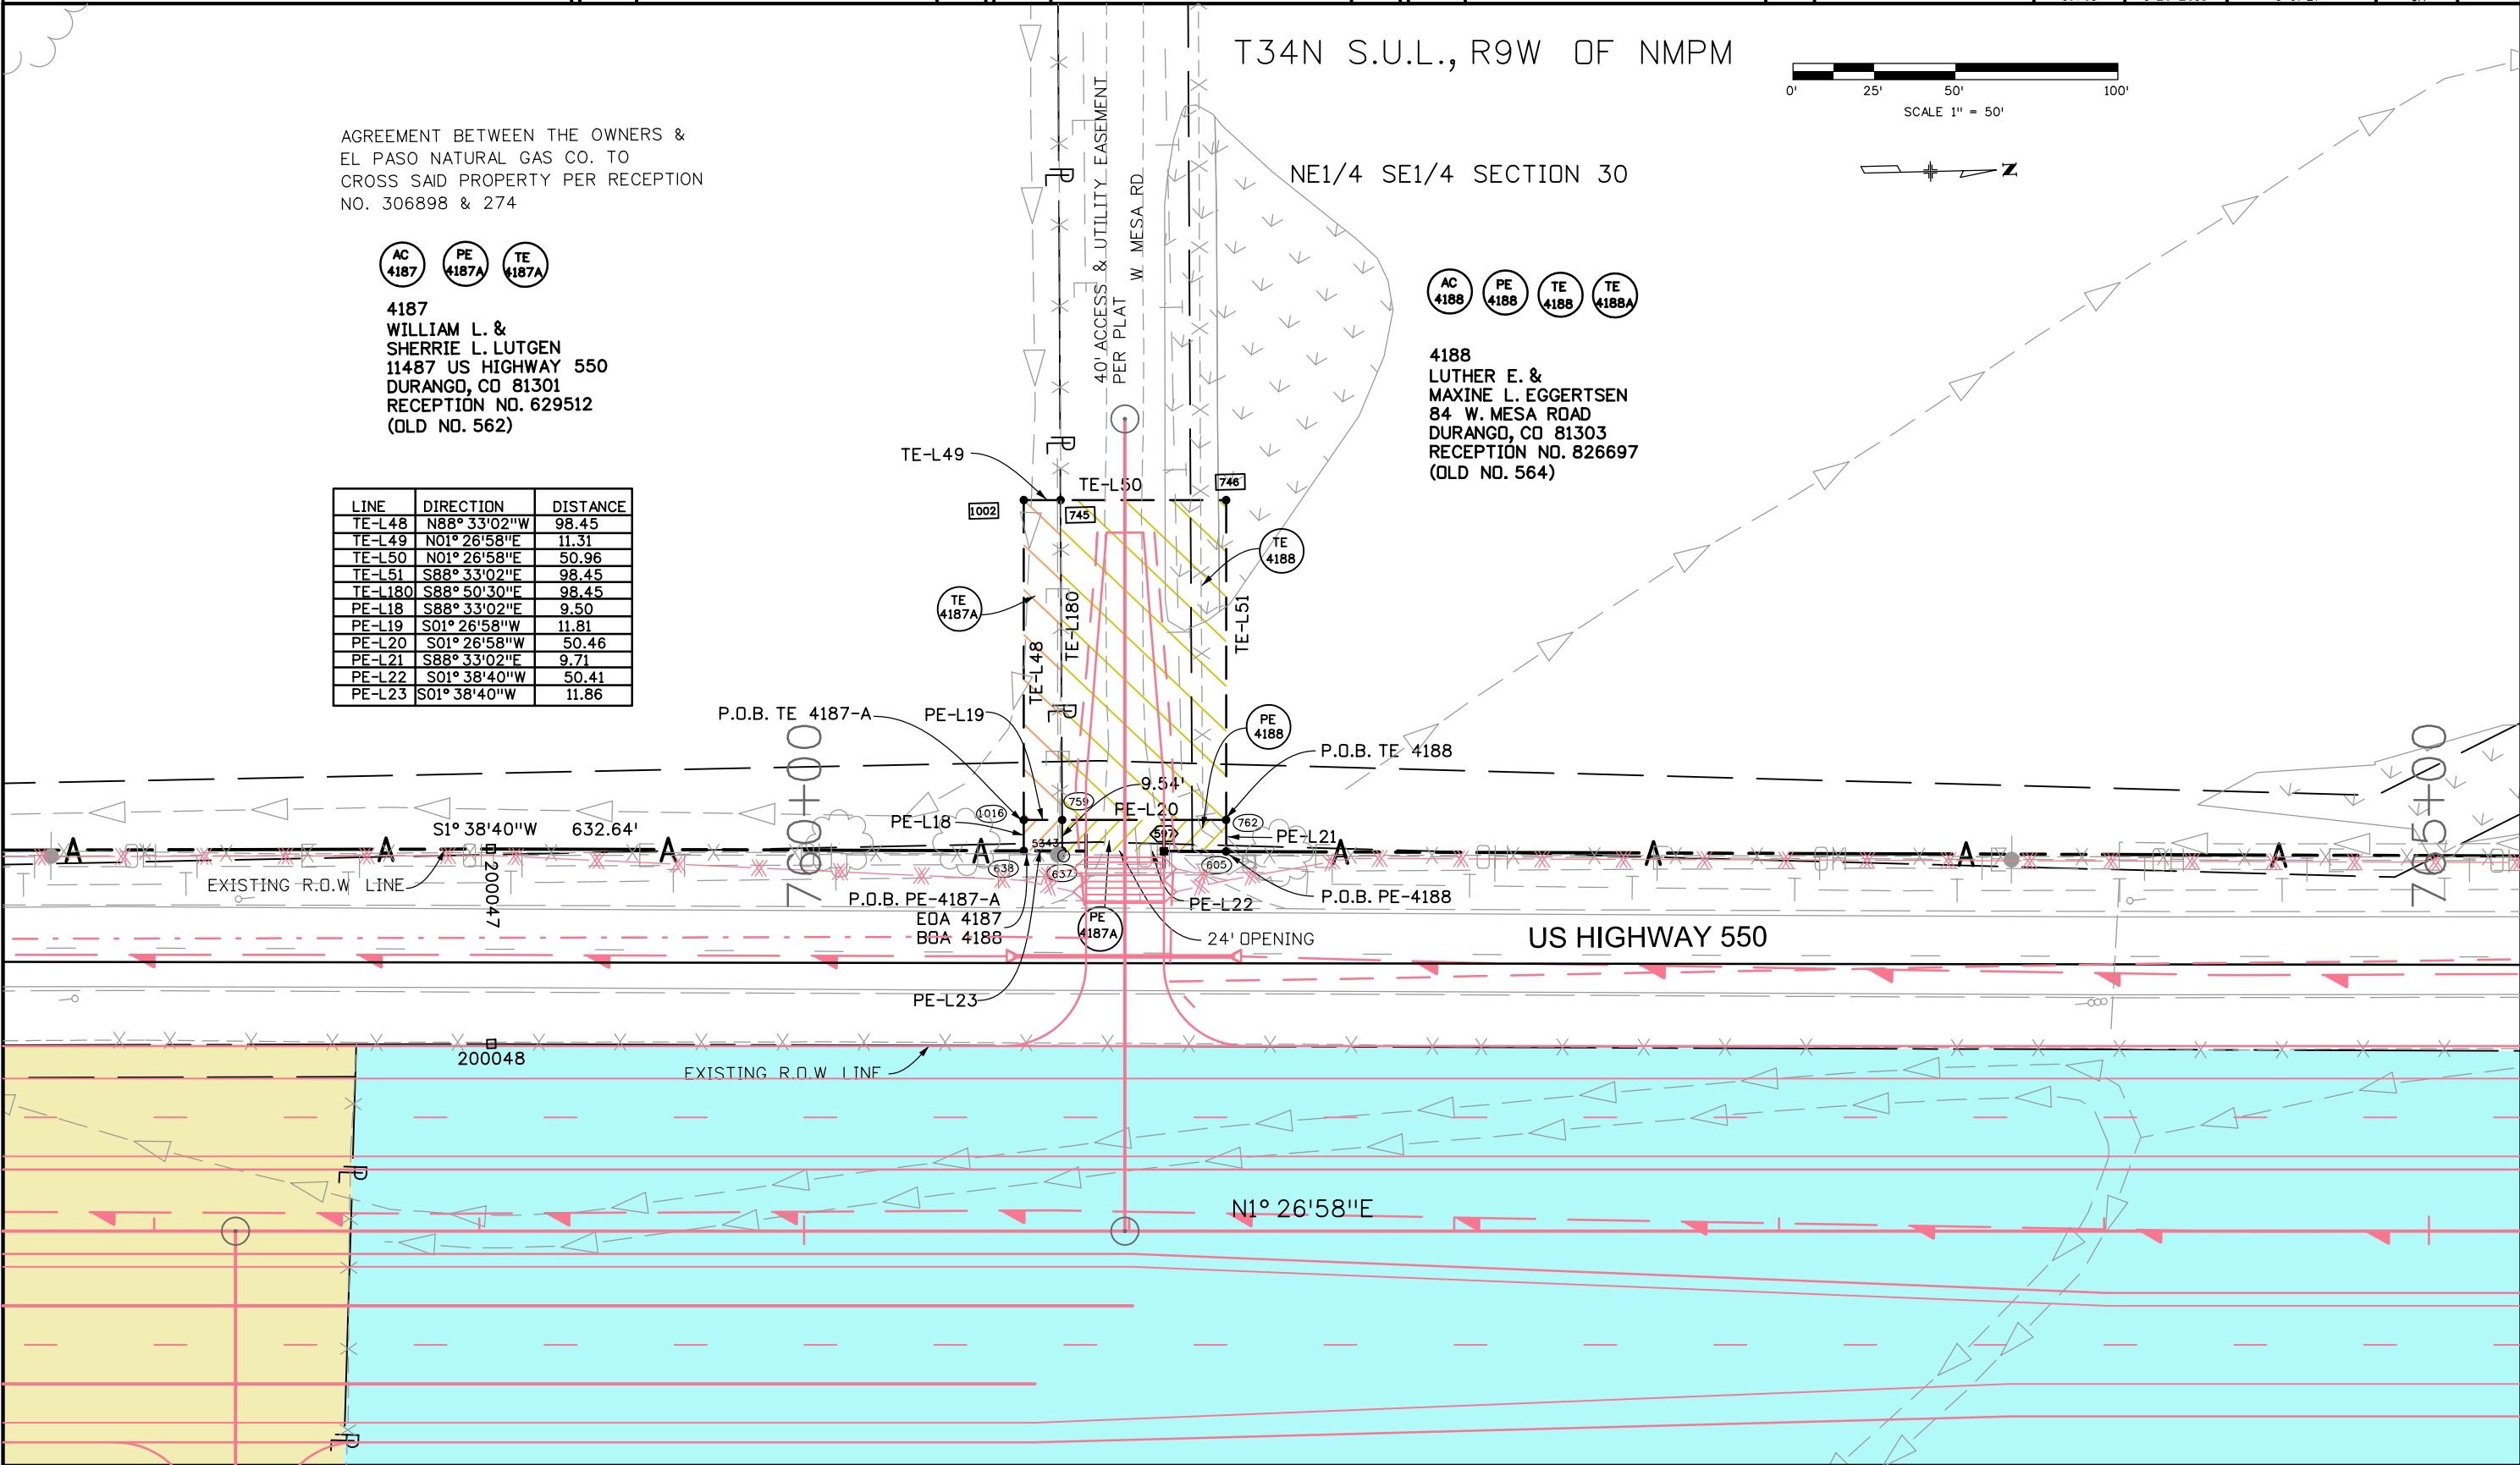 T34N S.U.L., R9W OF NMPM
0' 25' 50' 100'
SCALE 1" = 50'
N
NE1/4 SE1/4 SECTION 30
AGREEMENT BETWEEN THE OWNERS &
EL PASO NATURAL GAS CO. TO
CROSS SAID PROPERTY PER RECEPTION
NO. 306898 & 274
AC
4187
PE
4187A
TE
4187A
4187
WILLIAM L. &
SHERRIE L. LUTGEN
11487 US HIGHWAY 550
DURANGO, CO 81301
RECEPTION NO. 629512
(OLD NO. 562)
40' ACCESS & UTILITY EASEMENT
PER PLAT
W MESA RD
AC
4188
PE
4188
TE
4188
TE
4188A
4188
LUTHER E. &
MAXINE L. EGGERTSEN
84 W. MESA ROAD
DURANGO, CO 81303
RECEPTION NO. 826697
(OLD NO. 564)
LINE DIRECTION DISTANCE
TE-L48 N88° 33'02"W 98.45
TE-L49 N01° 26'58"E 11.31
TE-L50 N01° 26'58"E 50.96
TE-L51 S88° 33'02"E 98.45
TE-L180 S88° 50'30"E 98.45
PE-L18 S88° 33'02"E 9.50
PE-L19 S01° 26'58"W 11.81
PE-L20 S01° 26'58"W 50.46
PE-L21 S88° 33'02"E 9.71
PE-L22 S01° 38'40"W 50.41
PE-L23 S01° 38'40"W 11.86
PL
PL
PL
TE-L49
TE-L50
746
1002
745
TE
4188
TE
4187A
TE-L48
TE-L180
TE-L51
P.O.B. TE 4187-A
PE-L19
PE
4188
P.O.B. TE 4188
760+00
765+00
9.54'
759
1016
PE-L20
762
PE-L18
597
PE-L21
S1° 38'40"W 632.64'
A A A A A A A A
5343
638
637
605
EXISTING R.O.W LINE
200047
P.O.B. PE-4187-A
EOA 4187
BOA 4188
PE
4187A
PE-L22
P.O.B. PE-4188
24' OPENING
US HIGHWAY 550
PE-L23
200048
EXISTING R.O.W LINE
PL
N1° 26'58"E
PL